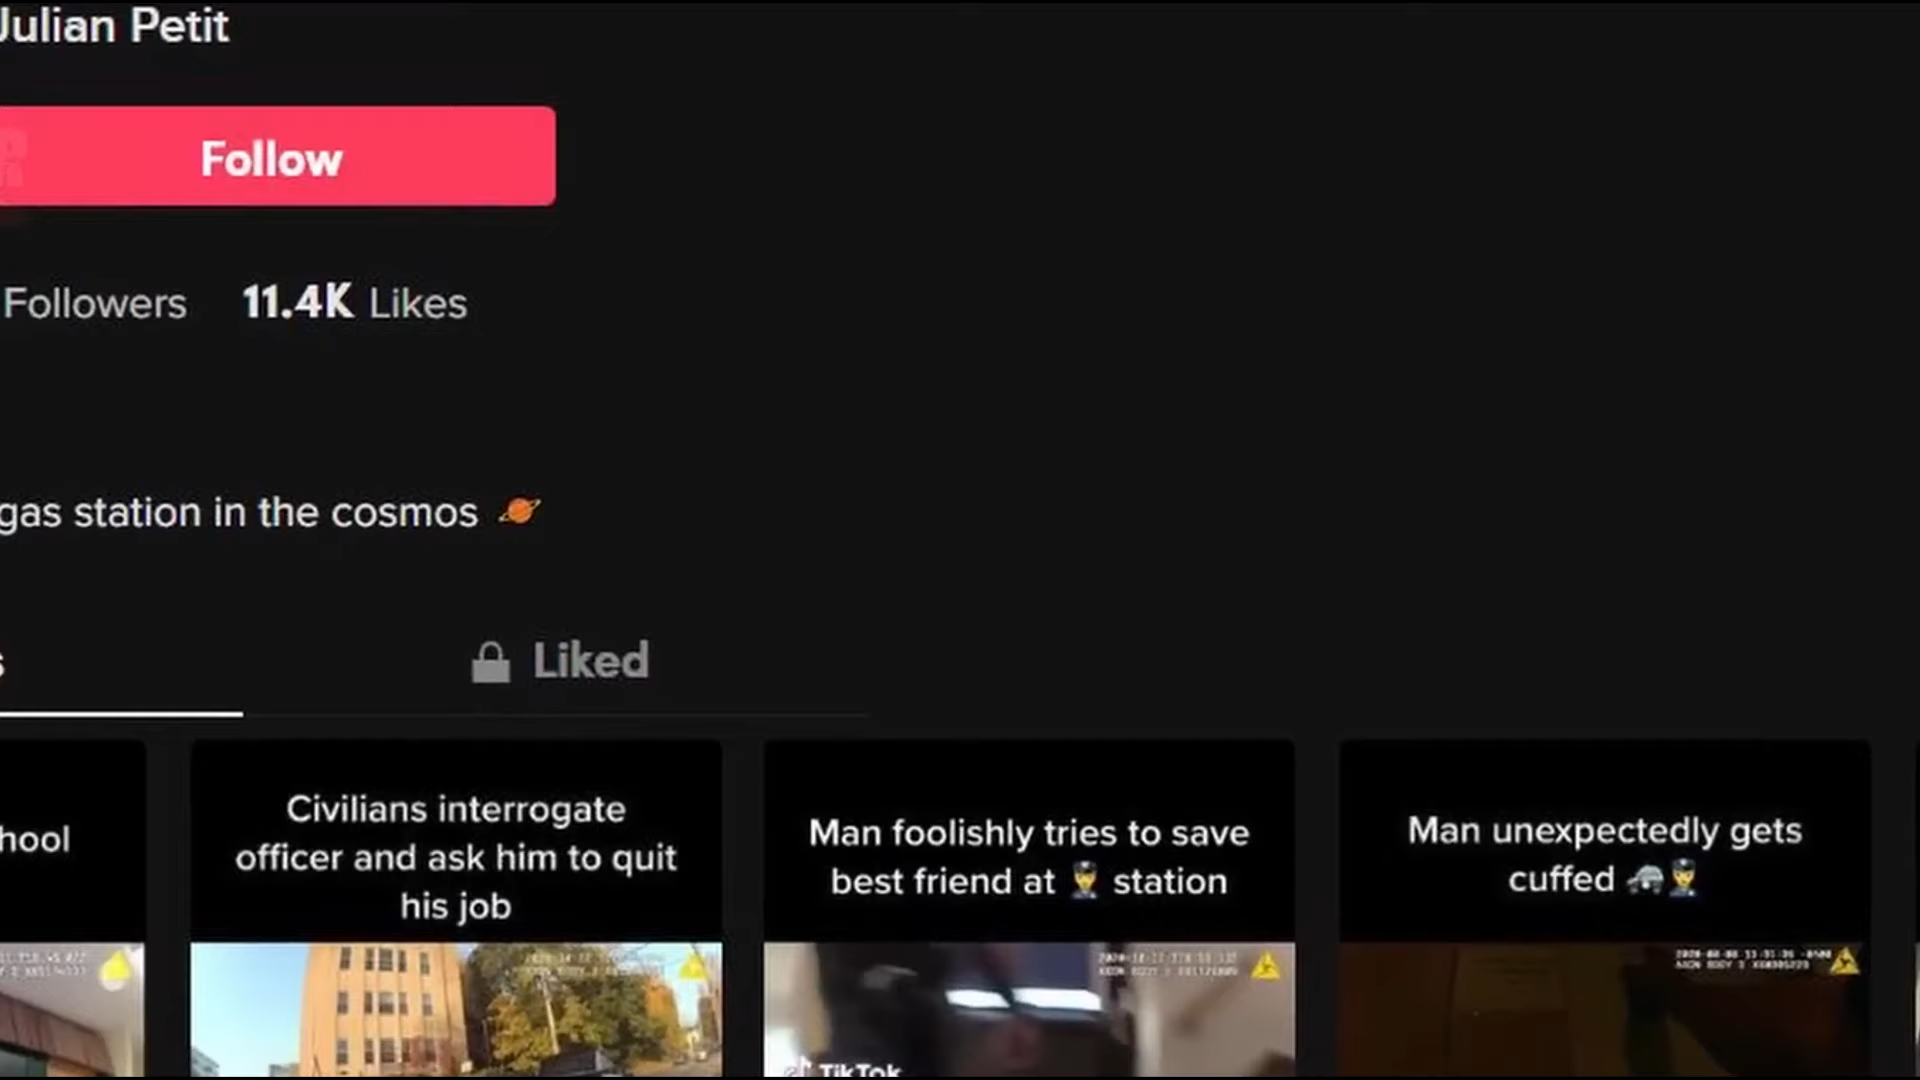 Julian Petit
Follow
Followers 11.4K Likes
gas station in the cosmos 🪐
Liked
hool
Civilians interrogate
officer and ask him to quit
his job
Man foolishly tries to save
best friend at 👮 station
Man unexpectedly gets
cuffed 🚓👮
TikTok